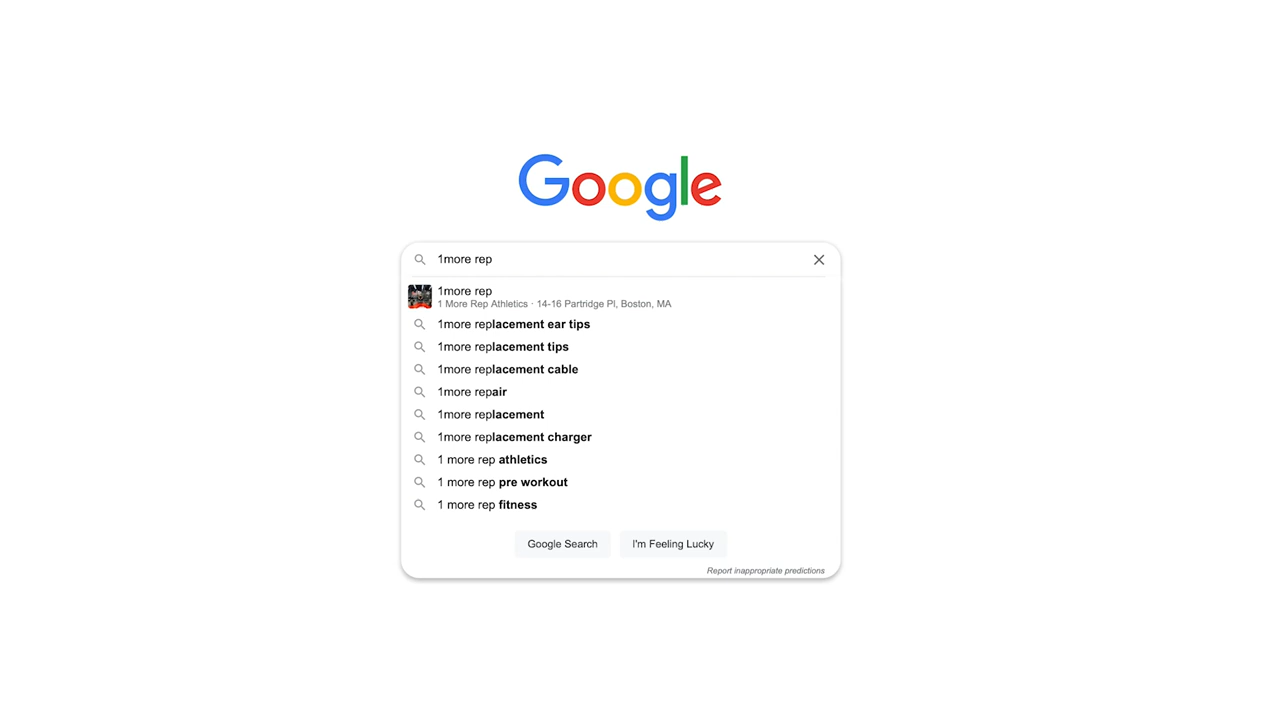 Google
1more rep
1more rep
1 More Rep Athletics · 14-16 Partridge Pl, Boston, MA
1more replacement ear tips
1more replacement tips
1more replacement cable
1more repair
1more replacement
1more replacement charger
1 more rep athletics
1 more rep pre workout
1 more rep fitness
Google Search I'm Feeling Lucky
Report inappropriate predictions